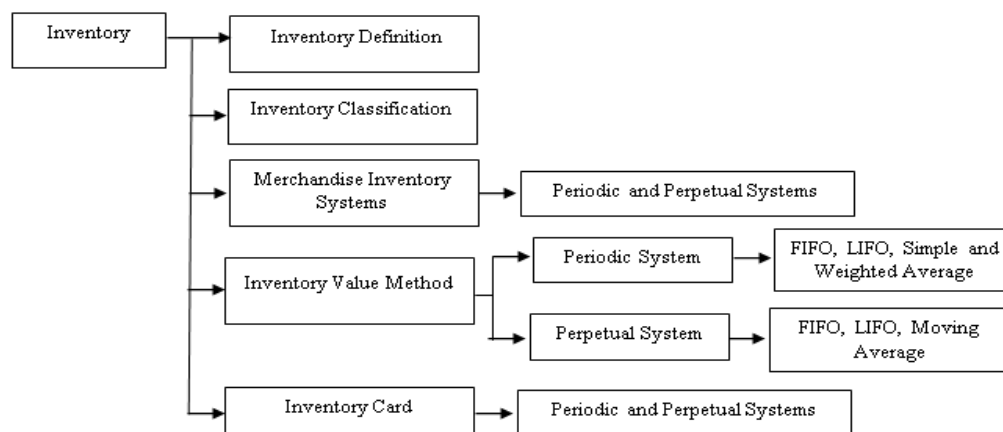 Inventory
Inventory Definition
Inventory Classification
Merchandise Inventory
Systems
Periodic and Perpetual Systems
Inventory Value Method
Periodic System
FIFO, LIFO, Simple and
Weighted Average
Perpetual System
FIFO, LIFO, Moving
Average
Inventory Card
Periodic and Perpetual Systems